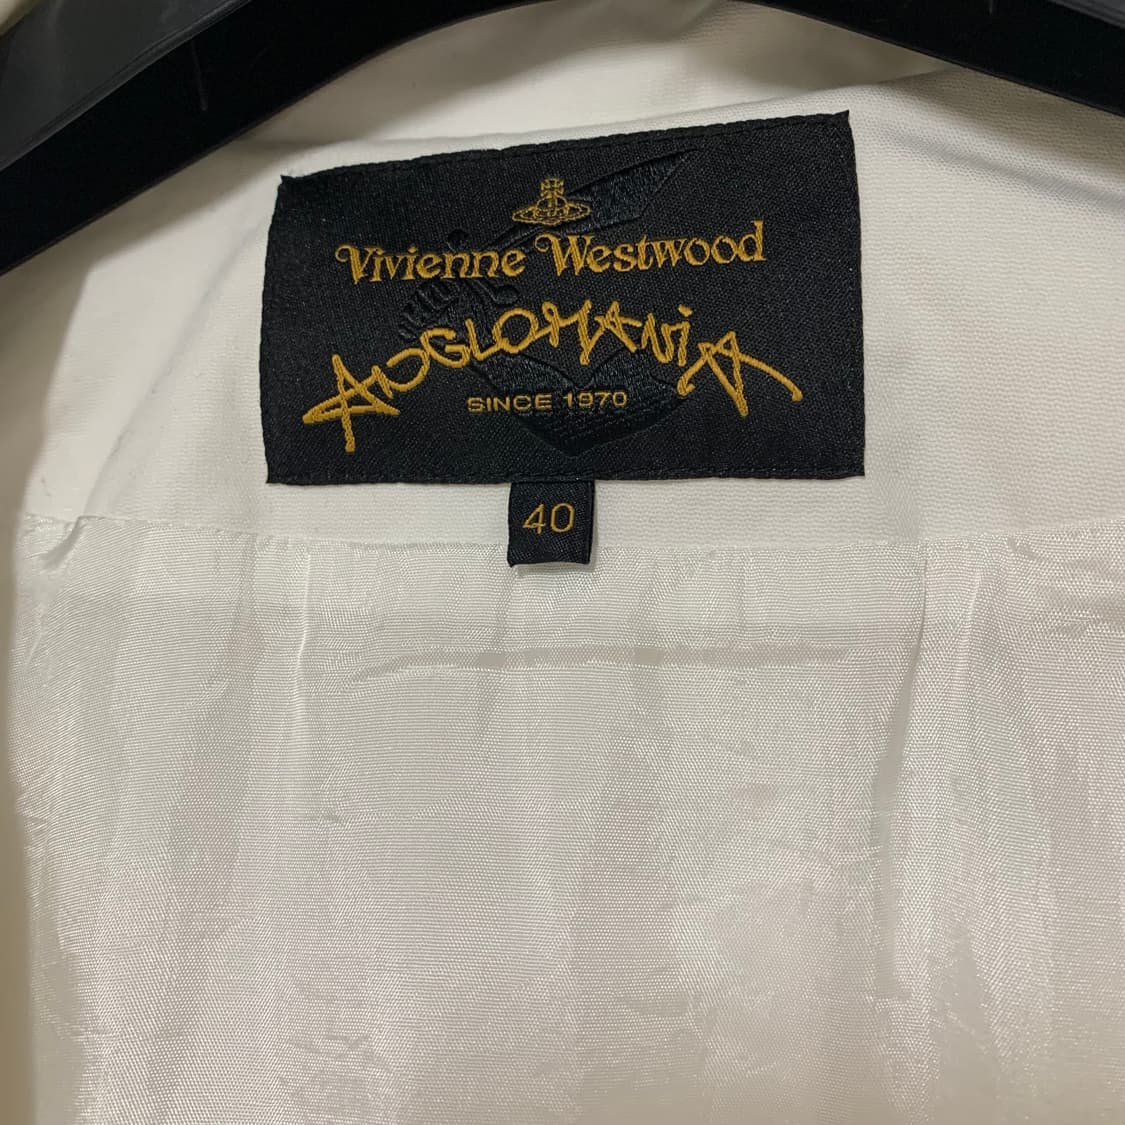 Vivienne Westwood
ANGLOMANiA
SINCE 1970
40